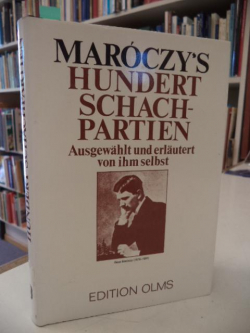 MARÓCZY'S
HUNDERT
SCHACH-
PARTIEN
Ausgewählt und erläutert
von ihm selbst
EDITION OLMS